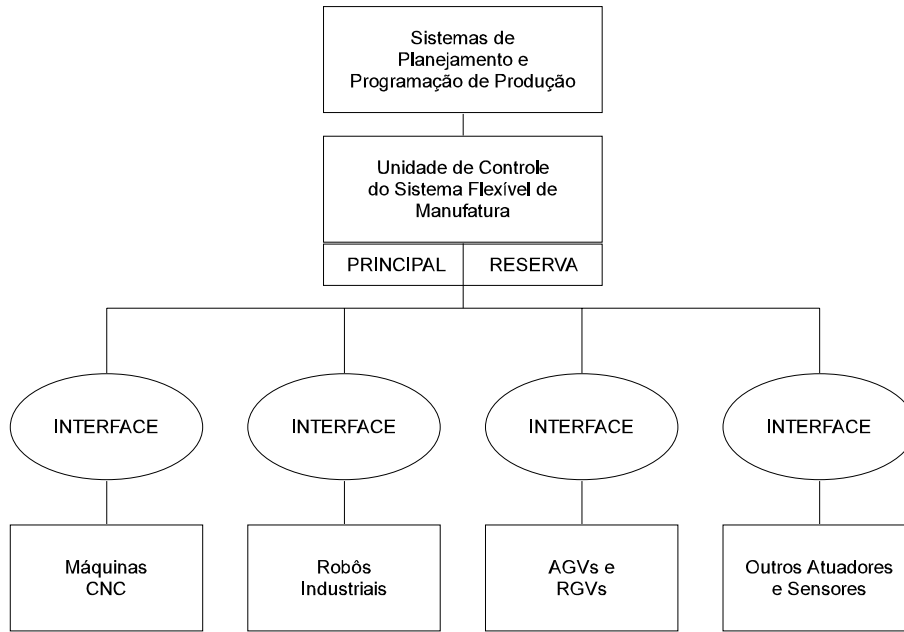 Sistemas de
Planejamento e
Programação de Produção
Unidade de Controle
do Sistema Flexível de
Manufatura
PRINCIPAL
RESERVA
INTERFACE
INTERFACE
INTERFACE
INTERFACE
Máquinas
CNC
Robôs
Industriais
AGVs e
RGVs
Outros Atuadores
e Sensores